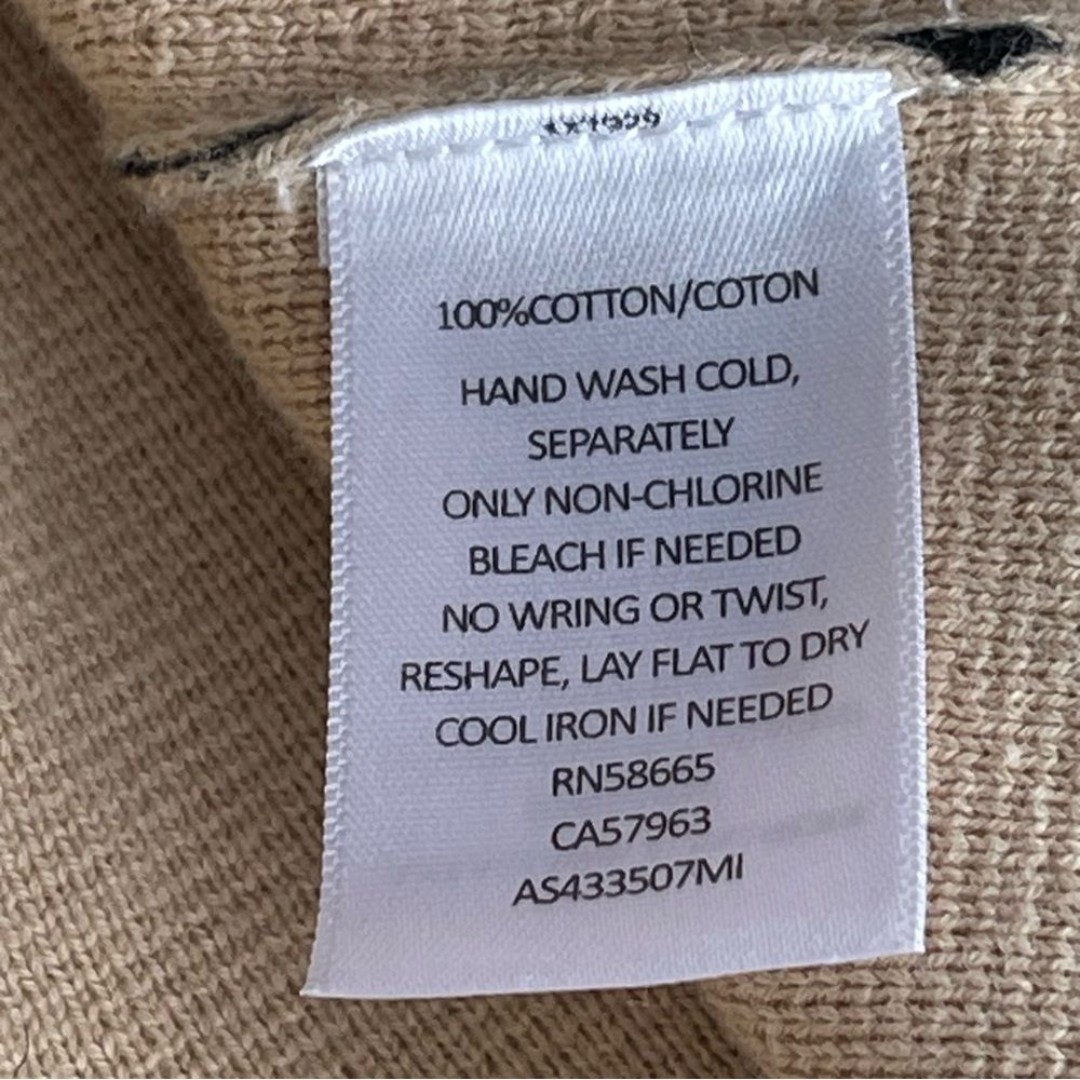 100%COTTON/COTON
HAND WASH COLD,
SEPARATELY
ONLY NON-CHLORINE
BLEACH IF NEEDED
NO WRING OR TWIST,
RESHAPE, LAY FLAT TO DRY
COOL IRON IF NEEDED
RN58665
CA57963
AS433507MI